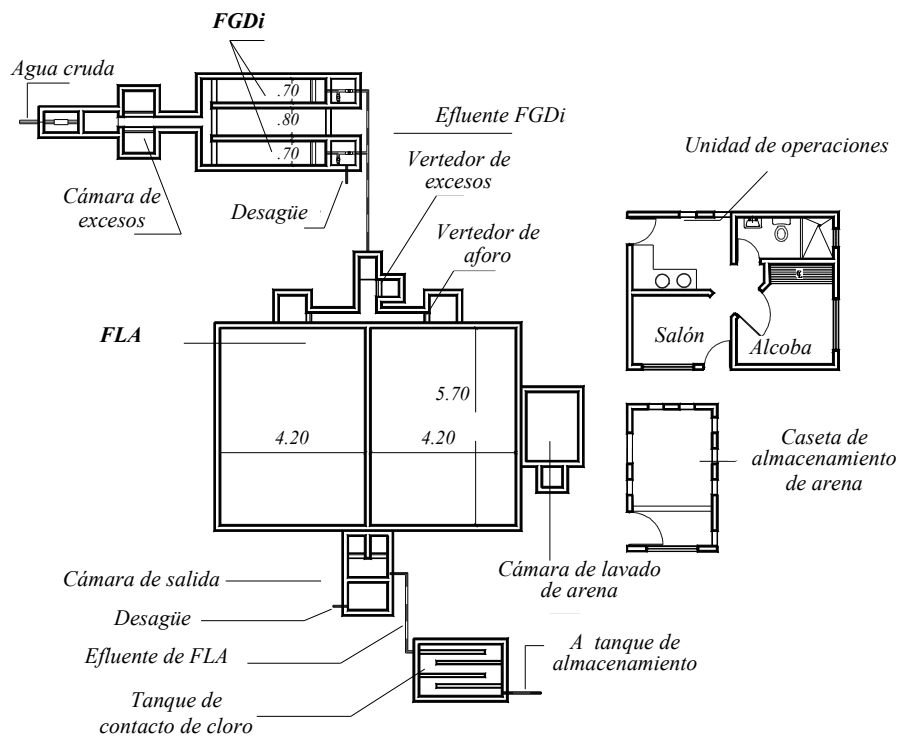 FGDi
Agua cruda
.70
.80
.70
Efluente FGDi
Cámara de
excesos
Desagüe
Vertedor de
excesos
Vertedor de
aforo
Unidad de operaciones
Salón
Alcoba
FLA
5.70
4.20
4.20
Caseta de
almacenamiento
de arena
Cámara de lavado
de arena
Cámara de salida
Desagüe
Efluente de FLA
A tanque de
almacenamiento
Tanque de
contacto de cloro